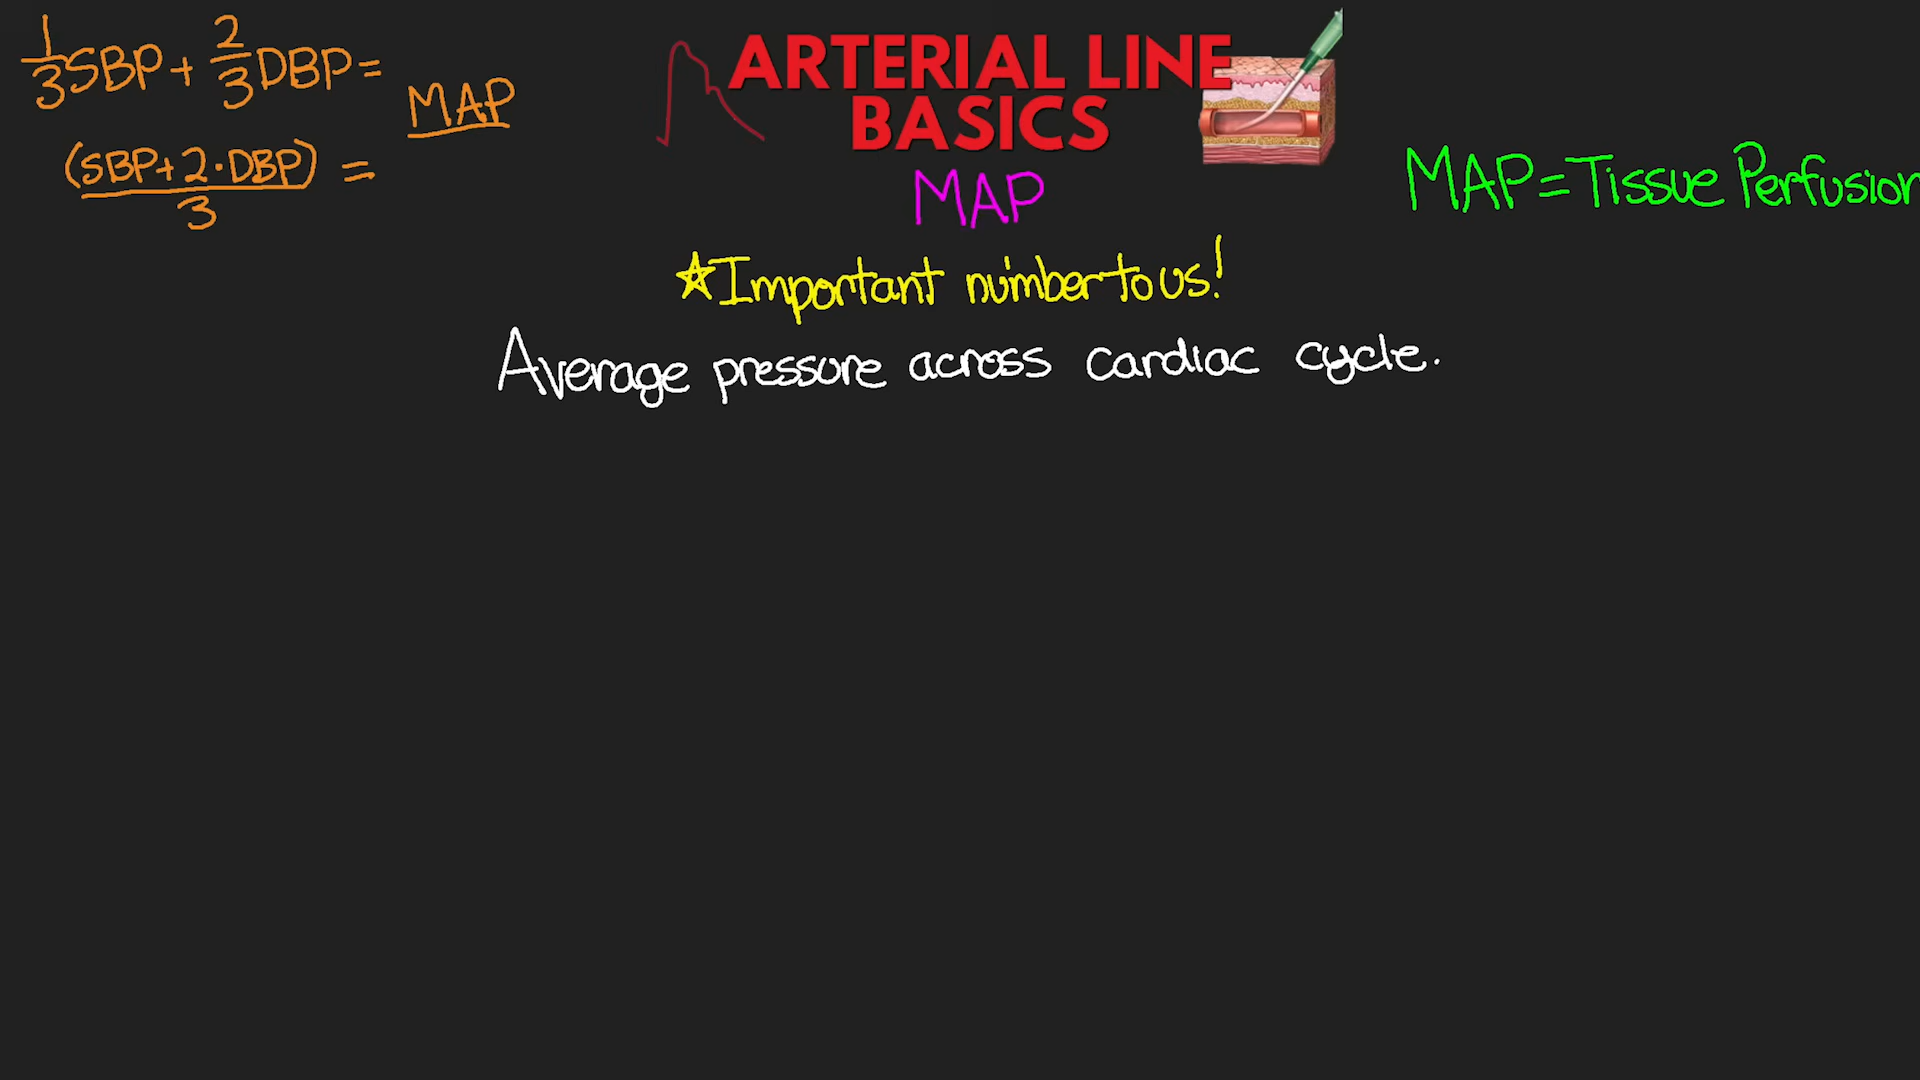 1/3 SBP + 2/3 DBP =
MAP
(SBP + 2 · DBP) =
3
ARTERIAL LINE
BASICS
MAP
MAP = Tissue Perfusion
☆ Important number to us!
Average pressure across cardiac cycle.